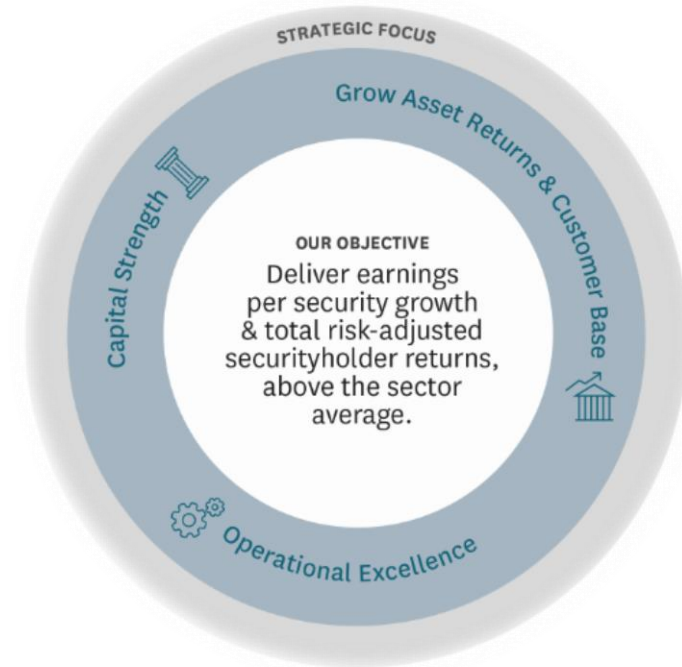 STRATEGIC FOCUS
Grow Asset Returns & Customer Base
Capital Strength
OUR OBJECTIVE
Deliver earnings
per security growth
& total risk-adjusted
securityholder returns,
above the sector
average.
Operational Excellence